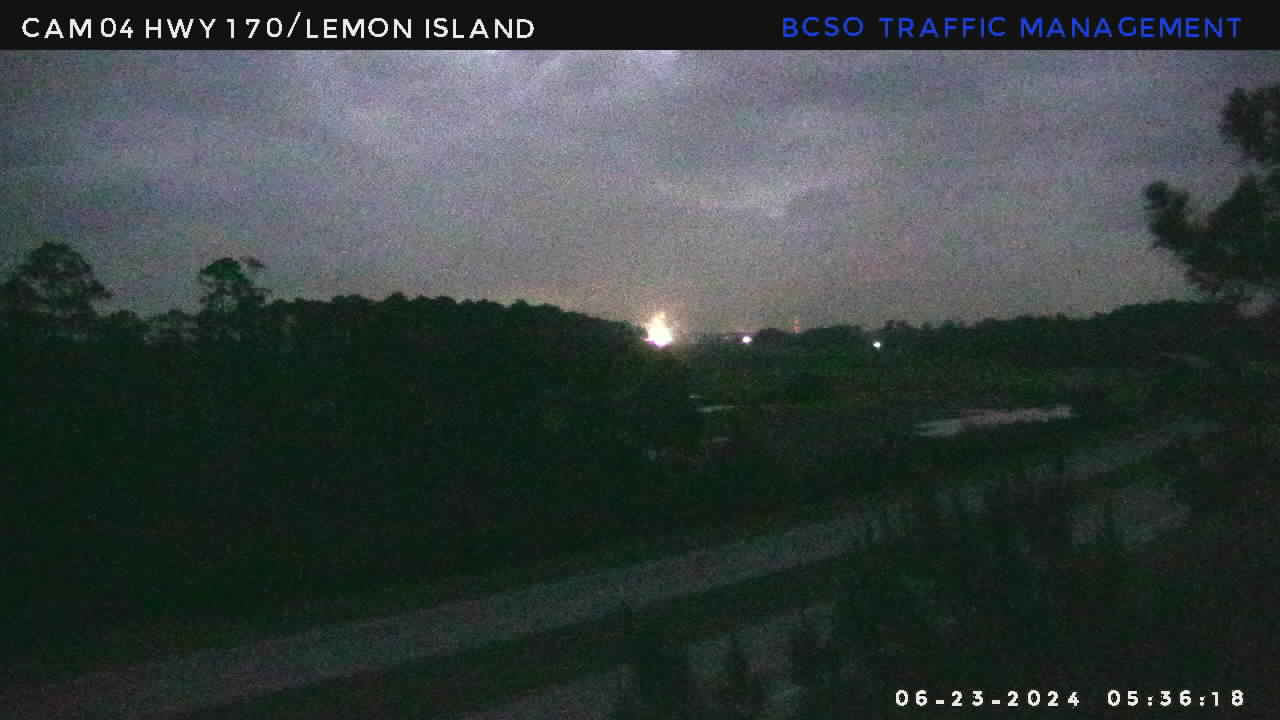 CAM04 HWY 170/LEMON ISLAND
BCSO TRAFFIC MANAGEMENT
06-23-2024 05:36:18